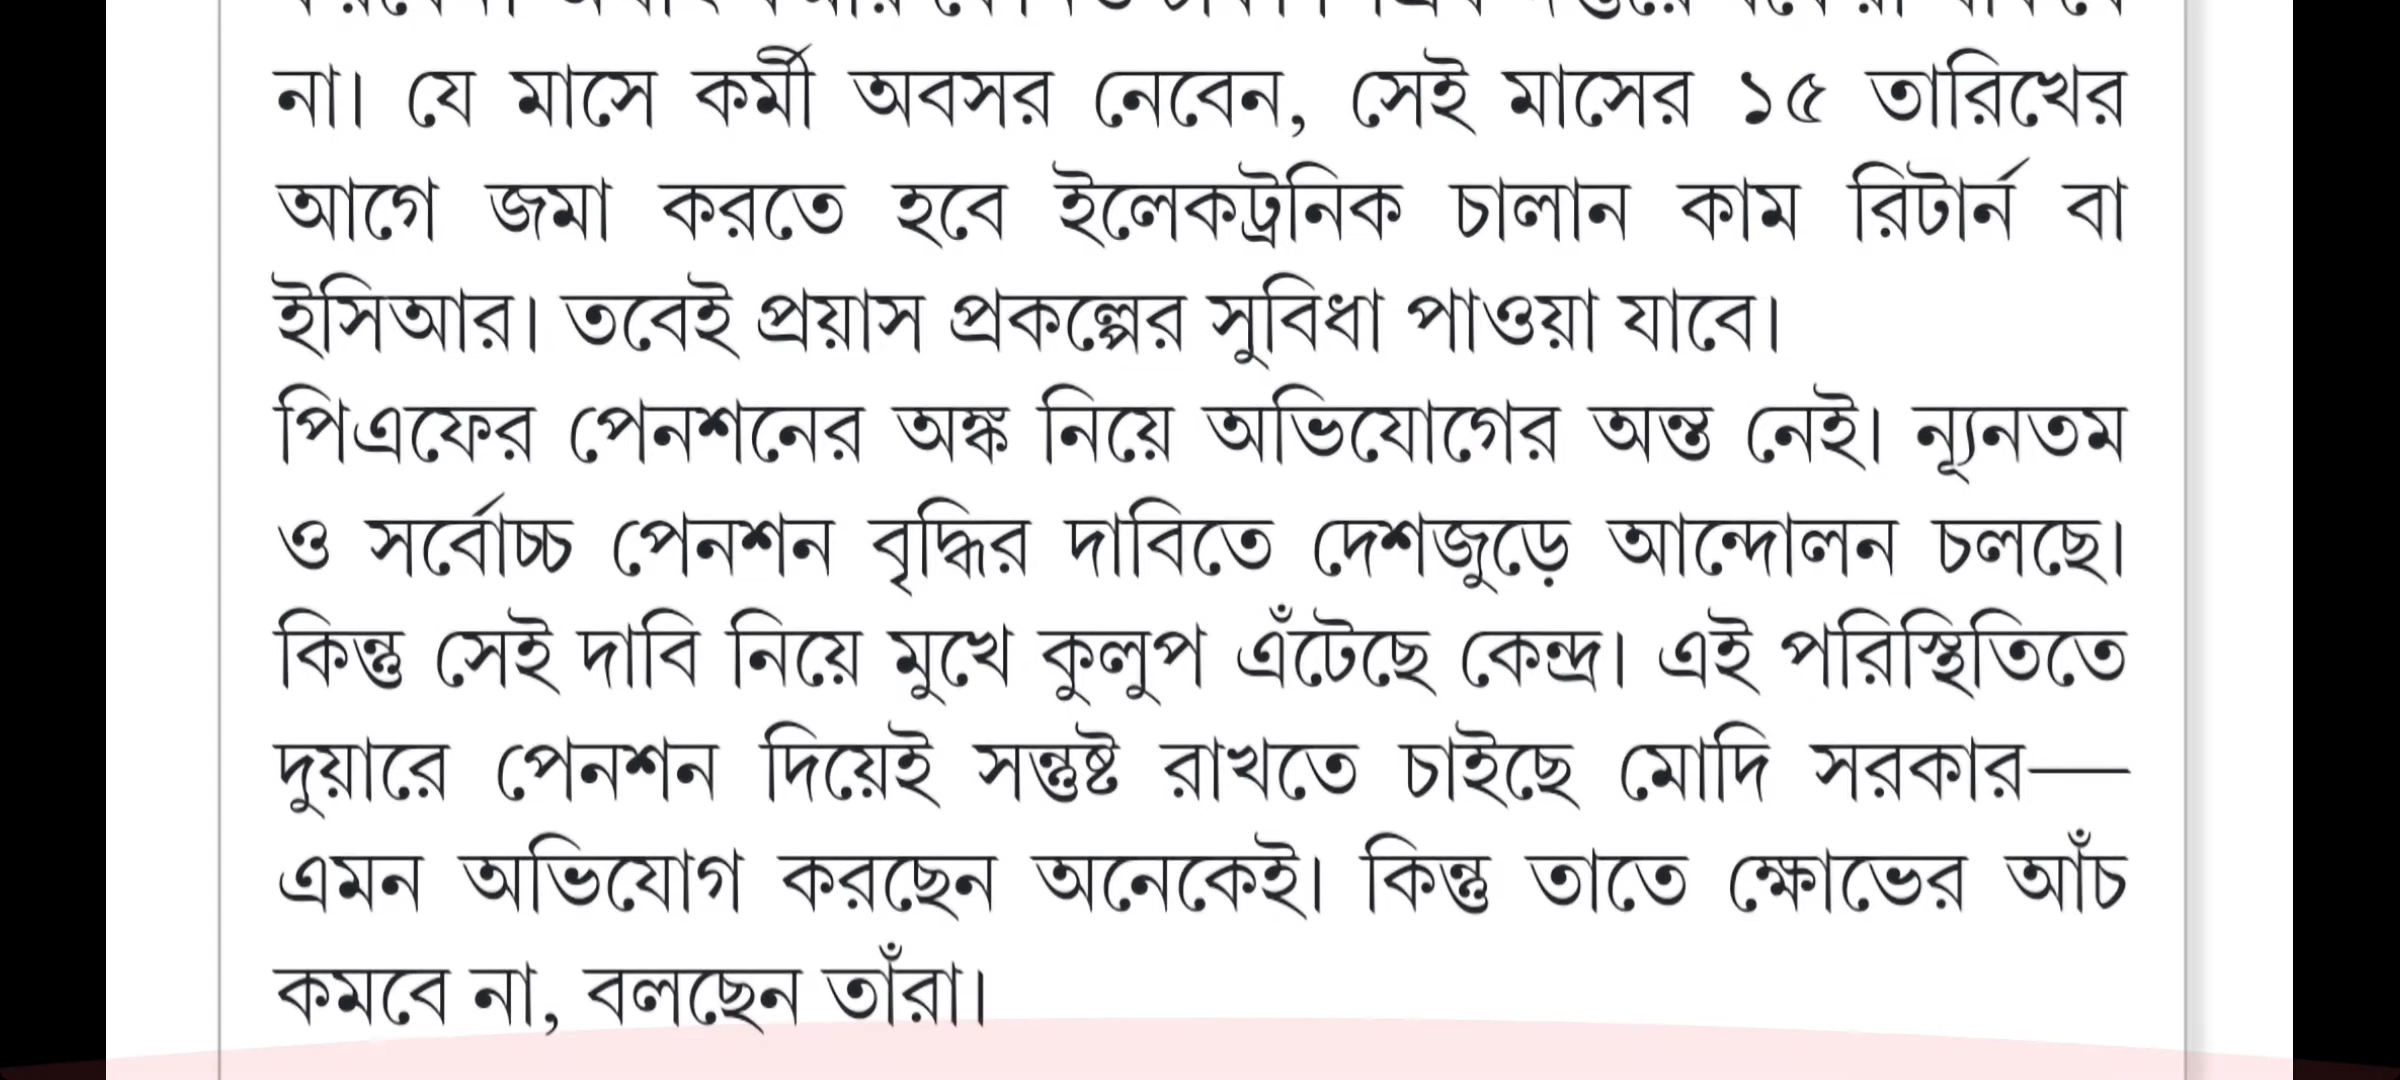 না। যে মাসে কর্মী অবসর নেবেন, সেই মাসের ১৫ তারিখের
আগে জমা করতে হবে ইলেকট্রনিক চালান কাম রিটার্ন বা
ইসিআর। তবেই প্রয়াস প্রকল্পের সুবিধা পাওয়া যাবে।
পিএফের পেনশনের অঙ্ক নিয়ে অভিযোগের অন্ত নেই। ন্যূনতম
ও সর্বোচ্চ পেনশন বৃদ্ধির দাবিতে দেশজুড়ে আন্দোলন চলছে।
কিন্তু সেই দাবি নিয়ে মুখে কুলুপ এঁটেছে কেন্দ্র। এই পরিস্থিতিতে
দুয়ারে পেনশন দিয়েই সন্তুষ্ট রাখতে চাইছে মোদি সরকার—
এমন অভিযোগ করছেন অনেকেই। কিন্তু তাতে ক্ষোভের আঁচ
কমবে না, বলছেন তাঁরা।